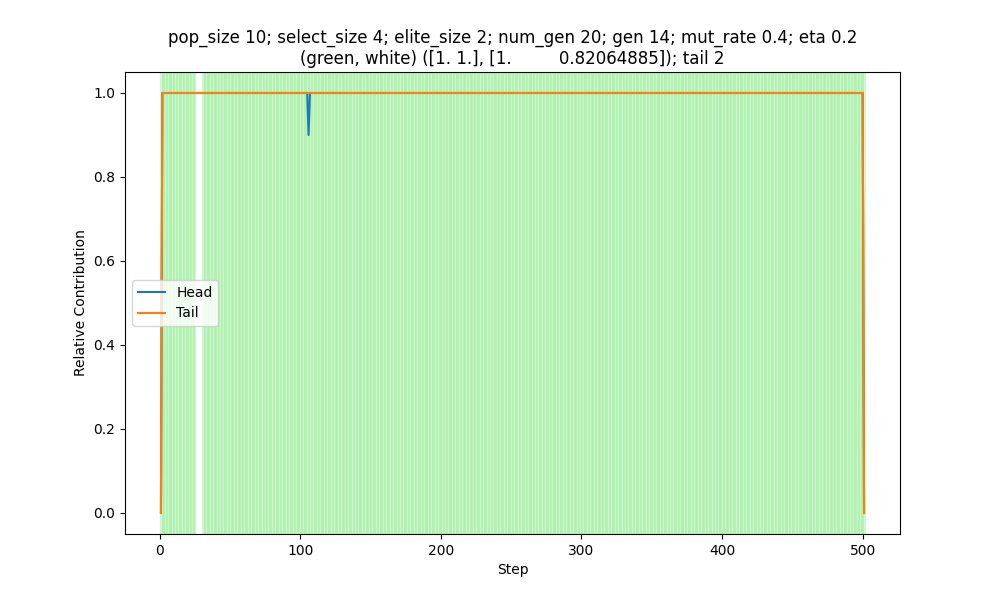 pop_size 10; select_size 4; elite_size 2; num_gen 20; gen 14; mut_rate 0.4; eta 0.2
(green, white) ([1. 1.], [1.          0.82064885]); tail 2
1.0
0.8
0.6
0.4
0.2
0.0
Relative Contribution
Head
Tail
0
100
200
300
400
500
Step